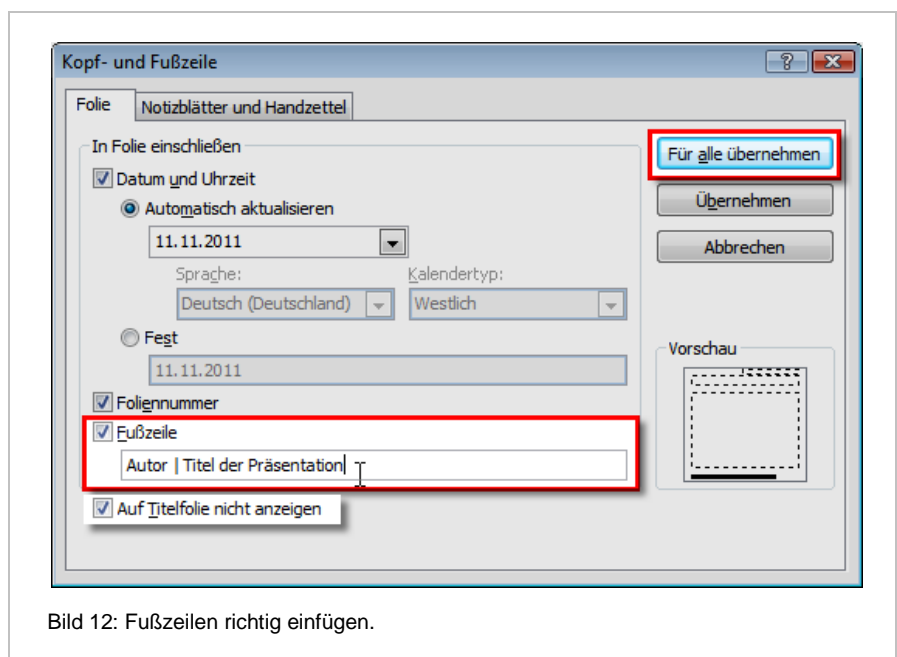 Kopf- und Fußzeile
Folie Notizblätter und Handzettel
In Folie einschließen
Datum und Uhrzeit
Automatisch aktualisieren
11.11.2011
Sprache: Kalendertyp:
Deutsch (Deutschland) Westlich
Fest
11.11.2011
Foliennummer
Fußzeile
Autor | Titel der Präsentation
Auf Titelfolie nicht anzeigen
Für alle übernehmen
Übernehmen
Abbrechen
Vorschau
Bild 12: Fußzeilen richtig einfügen.